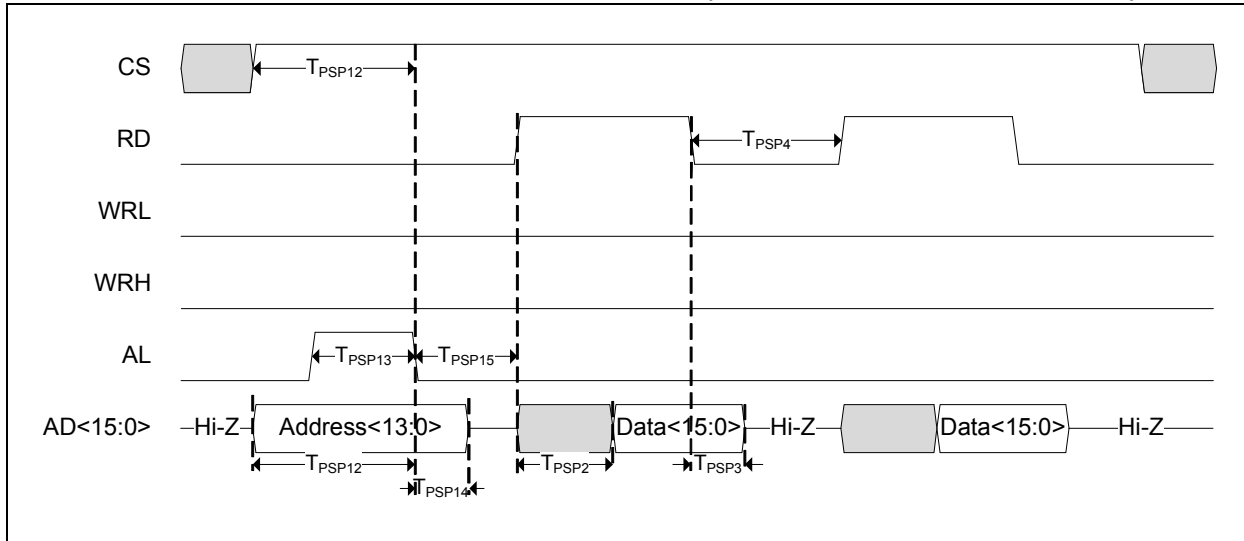 CS
TPSP12
RD
TPSP4
WRL
WRH
AL
TPSP13
TPSP15
AD<15:0>
Hi-Z
Address<13:0>
Data<15:0>
Hi-Z
Data<15:0>
Hi-Z
TPSP12
TPSP2
TPSP3
TPSP14